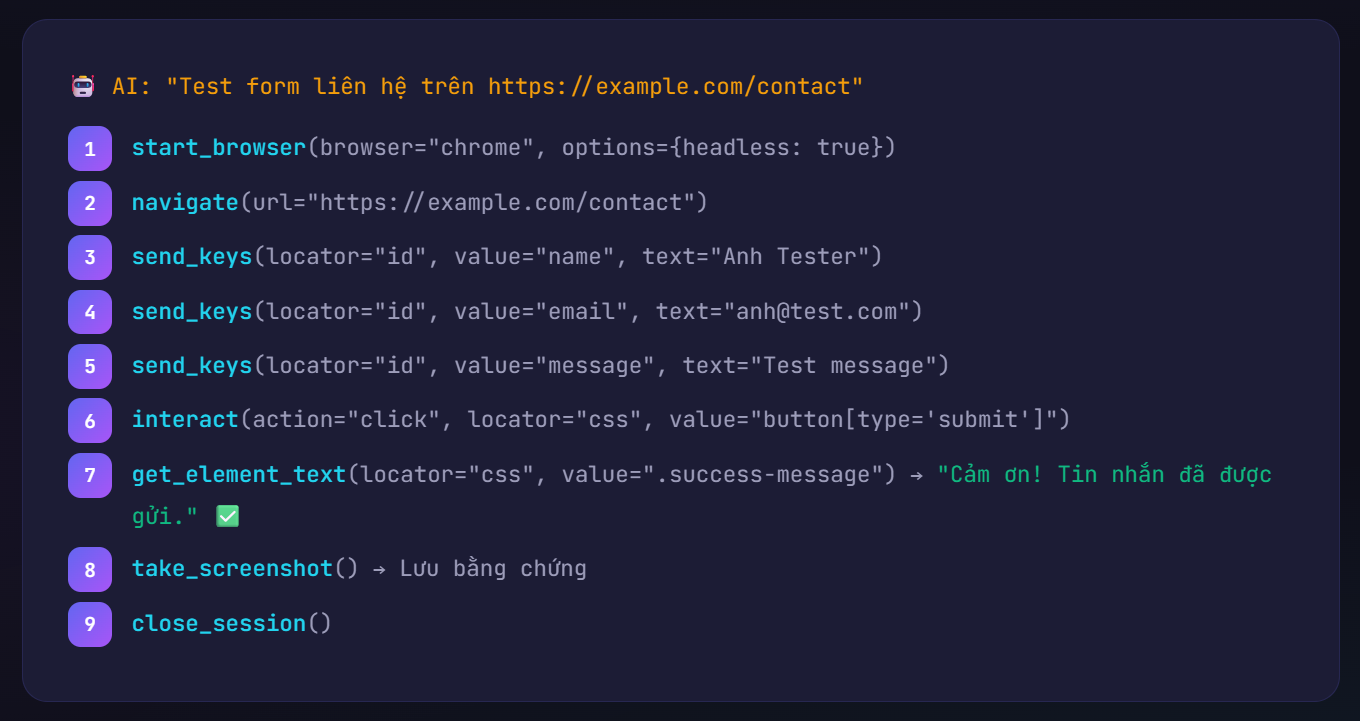 🤖 AI: "Test form liên hệ trên https://example.com/contact"
1 start_browser(browser="chrome", options={headless: true})
2 navigate(url="https://example.com/contact")
3 send_keys(locator="id", value="name", text="Anh Tester")
4 send_keys(locator="id", value="email", text="anh@test.com")
5 send_keys(locator="id", value="message", text="Test message")
6 interact(action="click", locator="css", value="button[type='submit']")
7 get_element_text(locator="css", value=".success-message") → "Cảm ơn! Tin nhắn đã được
gửi." ✅
8 take_screenshot() → Lưu bằng chứng
9 close_session()